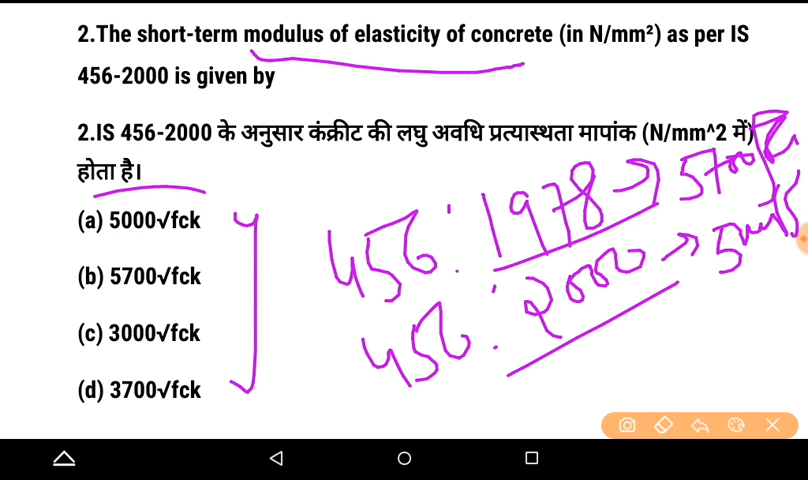 2.The short-term modulus of elasticity of concrete (in N/mm²) as per IS
456-2000 is given by
2.IS 456-2000 के अनुसार कंक्रीट की लघु अवधि प्रत्यास्थता मापांक (N/mm^2 में)
होता है।
(a) 5000√fck
(b) 5700√fck
(c) 3000√fck
(d) 3700√fck
456: 1978 → 5700
456: 2000 →